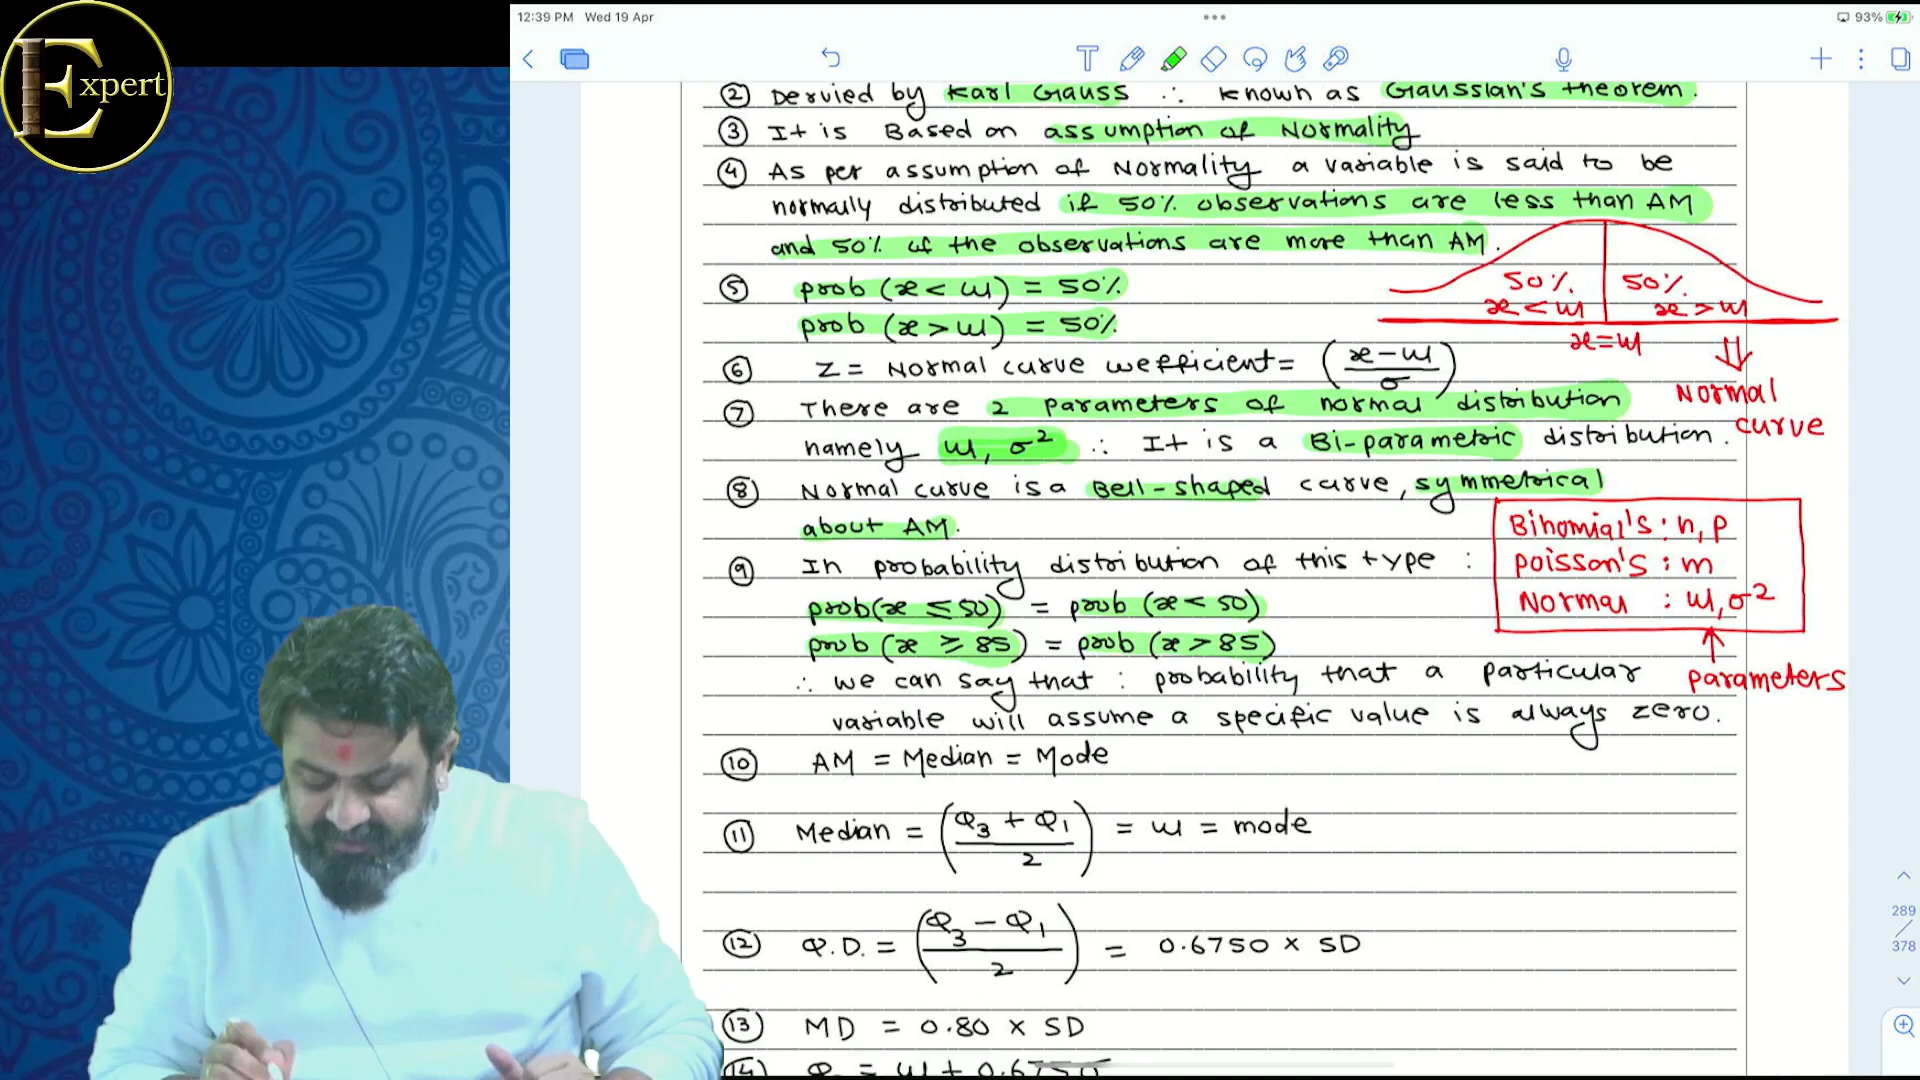 Expert
12:39 PM Wed 19 Apr
93%
② Dervied by Karl Gauss ∴ known as Gaussian's theorem.
③ It is Based on assumption of Normality
④ As per assumption of Normality a variable is said to be
normally distributed if 50% observations are less than AM
and 50% of the observations are more than AM.
⑤ prob (x < μ) = 50%
prob (x > μ) = 50%
50% 50%
x < μ x > μ
x = μ
Normal
curve
⑥ Z = Normal curve coefficient = (x - μ / σ)
⑦ There are 2 parameters of normal distribution
namely μ, σ² ∴ It is a Bi-parametric distribution.
⑧ Normal curve is a Bell-shaped curve, symmetrical
about AM.
Binomial's : n, p
Poisson's : m
Normal : μ, σ²
parameters
⑨ In probability distribution of this type :
prob(x ≤ 50) = prob (x < 50)
prob (x ≥ 85) = prob (x > 85)
∴ we can say that : probability that a particular
variable will assume a specific value is always zero.
⑩ AM = Median = Mode
⑪ Median = (Q₃ + Q₁ / 2) = μ = mode
⑫ Q.D. = (Q₃ - Q₁ / 2) = 0.6750 × SD
⑬ MD = 0.80 × SD
⑭ = μ + 0.6750
289
378